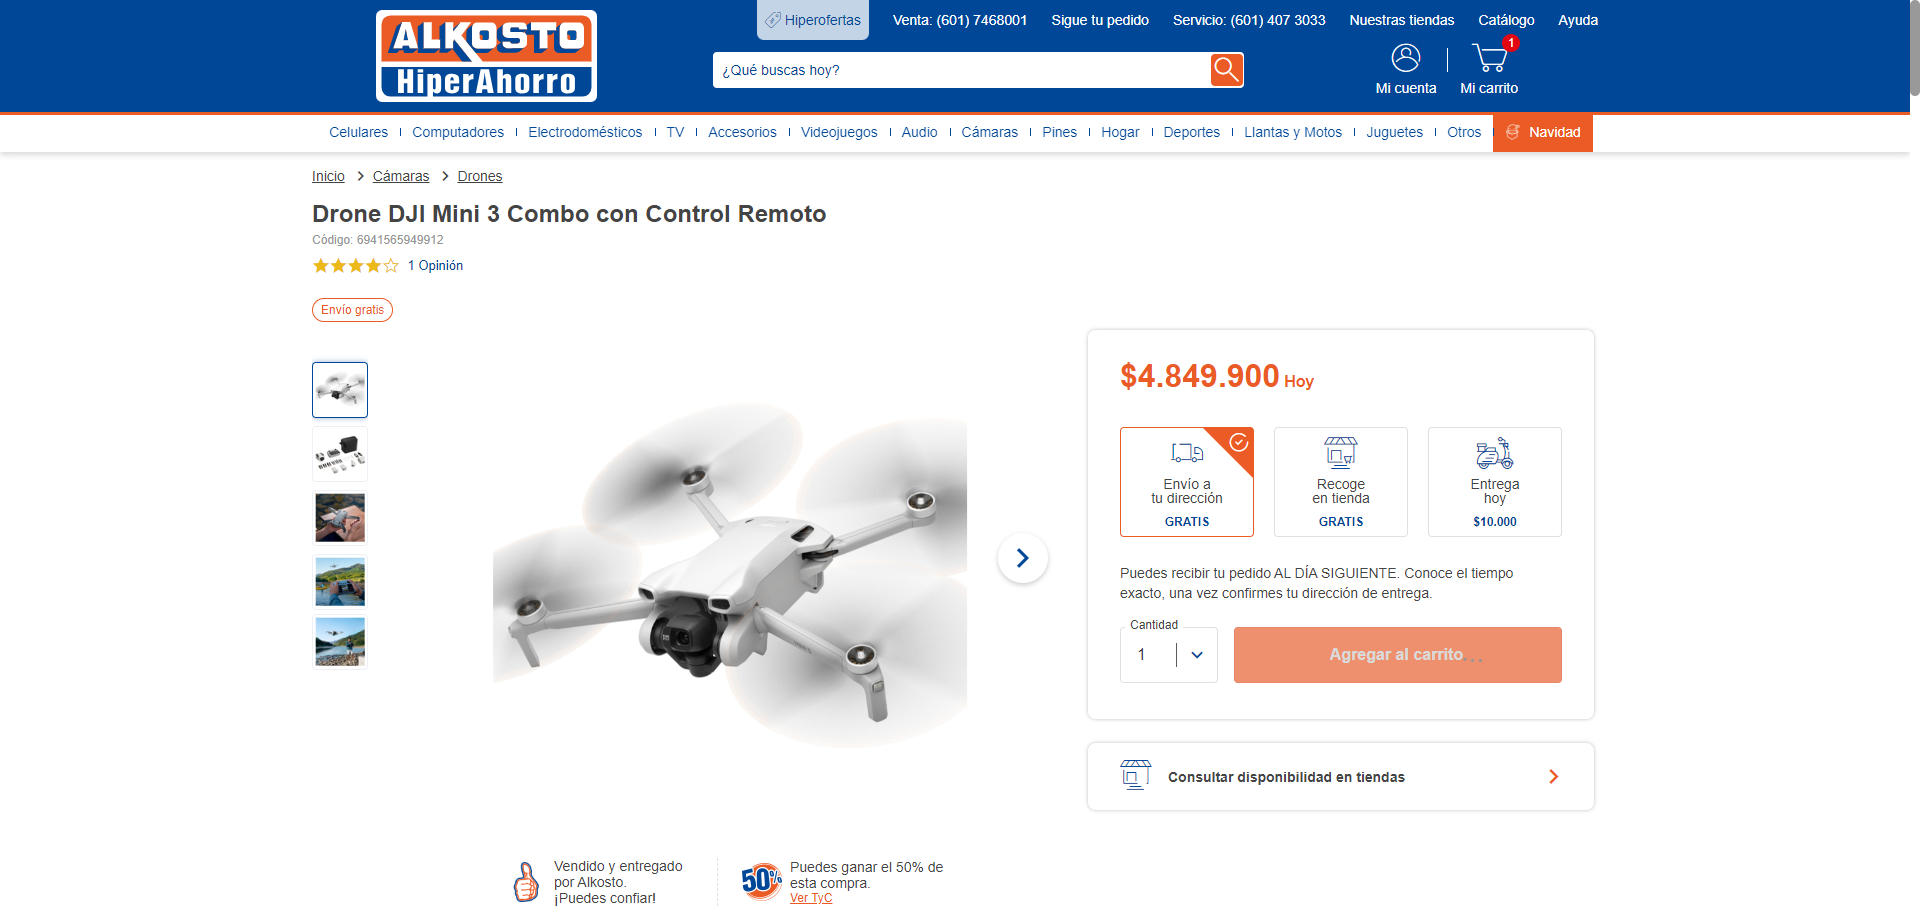 ALKOSTO
HiperAhorro
Hiperofertas
Venta: (601) 7468001
Sigue tu pedido
Servicio: (601) 407 3033
Nuestras tiendas
Catálogo
Ayuda
¿Qué buscas hoy?
1
Mi cuenta
Mi carrito
Celulares
Computadores
Electrodomésticos
TV
Accesorios
Videojuegos
Audio
Cámaras
Pines
Hogar
Deportes
Llantas y Motos
Juguetes
Otros
Navidad
Inicio
Cámaras
Drones
Drone DJI Mini 3 Combo con Control Remoto
Código: 6941565949912
1 Opinión
Envío gratis
$4.849.900 Hoy
Envío a
tu dirección
GRATIS
Recoge
en tienda
GRATIS
Entrega
hoy
$10.000
Puedes recibir tu pedido AL DÍA SIGUIENTE. Conoce el tiempo
exacto, una vez confirmes tu dirección de entrega.
Cantidad
1
Agregar al carrito...
Consultar disponibilidad en tiendas
Vendido y entregado
por Alkosto.
¡Puedes confiar!
50%
Puedes ganar el 50% de
esta compra.
Ver TyC